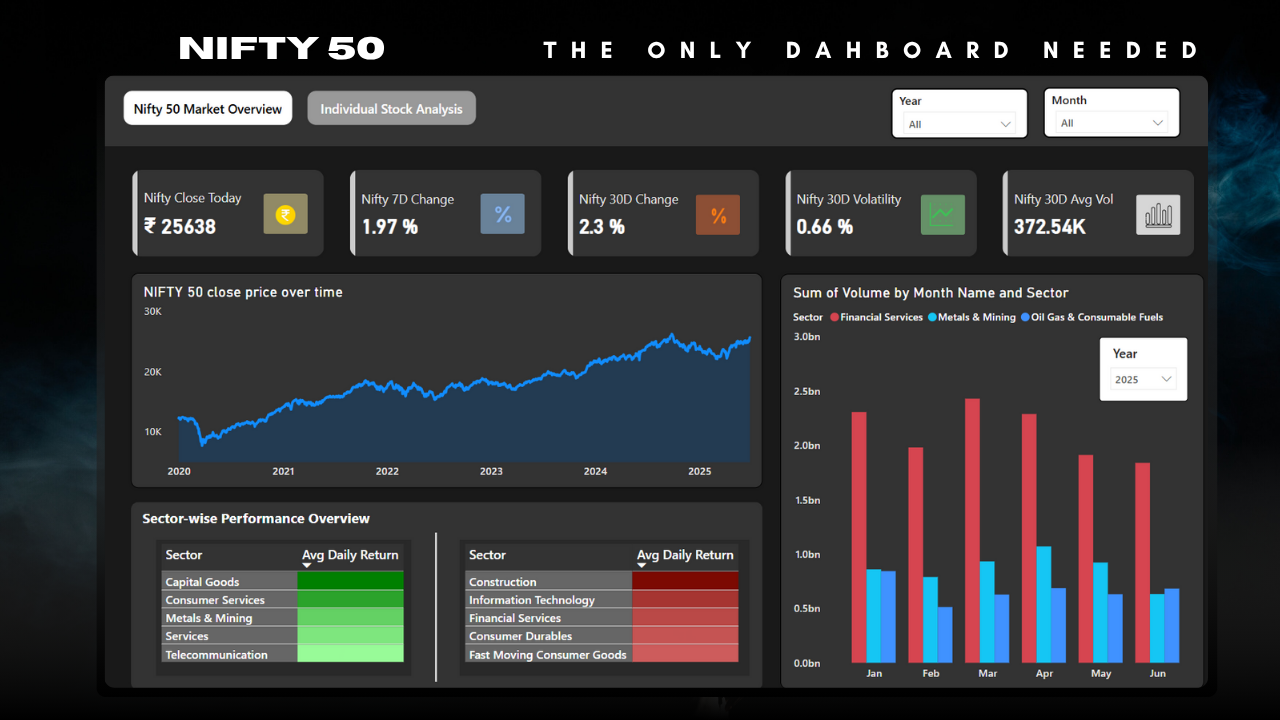 NIFTY 50
THE ONLY DAHBOARD NEEDED
Nifty 50 Market Overview
Individual Stock Analysis
Year
All
Month
All
Nifty Close Today
₹ 25638
Nifty 7D Change
1.97 %
Nifty 30D Change
2.3 %
Nifty 30D Volatility
0.66 %
Nifty 30D Avg Vol
372.54K
NIFTY 50 close price over time
30K
20K
10K
2020 2021 2022 2023 2024 2025
Sum of Volume by Month Name and Sector
Sector Financial Services Metals & Mining Oil Gas & Consumable Fuels
Year
2025
3.0bn
2.5bn
2.0bn
1.5bn
1.0bn
0.5bn
0.0bn
Jan Feb Mar Apr May Jun
Sector-wise Performance Overview
Sector Avg Daily Return
Capital Goods
Consumer Services
Metals & Mining
Services
Telecommunication
Sector Avg Daily Return
Construction
Information Technology
Financial Services
Consumer Durables
Fast Moving Consumer Goods